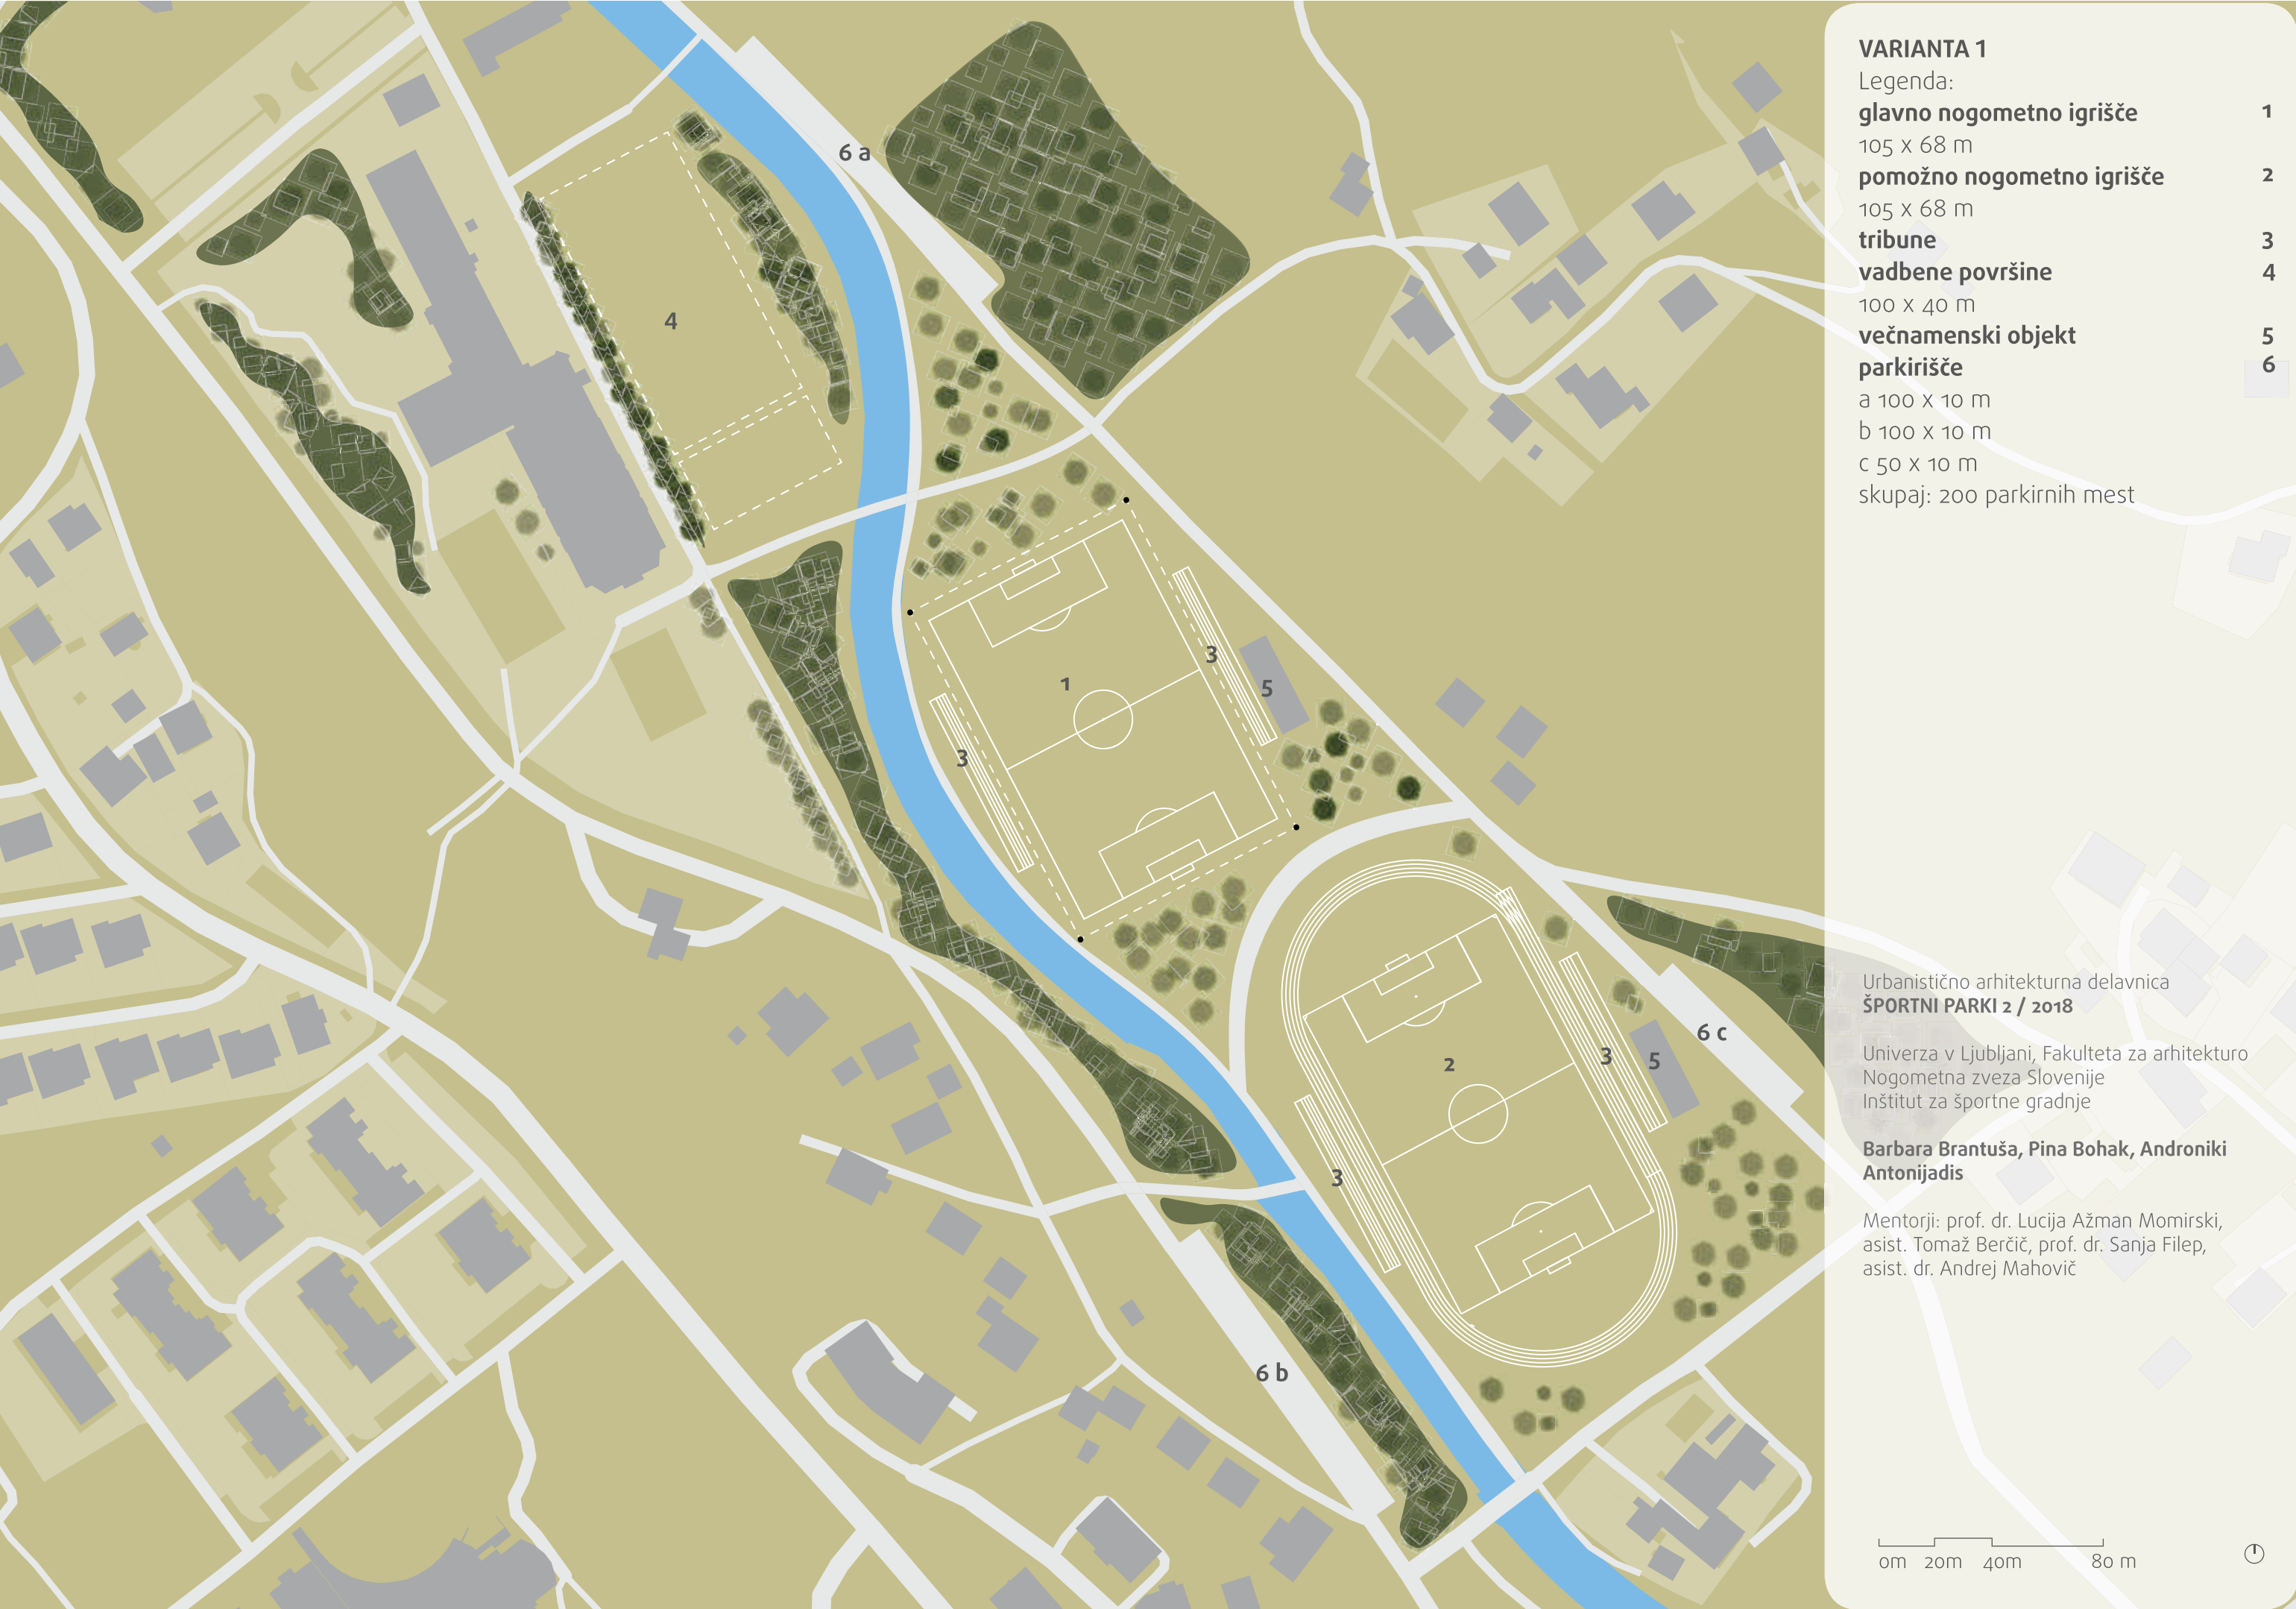 VARIANTA 1
Legenda:
glavno nogometno igrišče 1
105 x 68 m
pomožno nogometno igrišče 2
105 x 68 m
tribune 3
vadbene površine 4
100 x 40 m
večnamenski objekt 5
parkirišče 6
a 100 x 10 m
b 100 x 10 m
c 50 x 10 m
skupaj: 200 parkirnih mest
6 a
4
3
1
5
3
6 c
3
5
2
3
6 b
Urbanistično arhitekturna delavnica
ŠPORTNI PARKI 2 / 2018
Univerza v Ljubljani, Fakulteta za arhitekturo
Nogometna zveza Slovenije
Inštitut za športne gradnje
Barbara Brantuša, Pina Bohak, Androniki
Antonijadis
Mentorji: prof. dr. Lucija Ažman Momirski,
asist. Tomaž Berčič, prof. dr. Sanja Filep,
asist. dr. Andrej Mahovič
0m 20m 40m 80 m